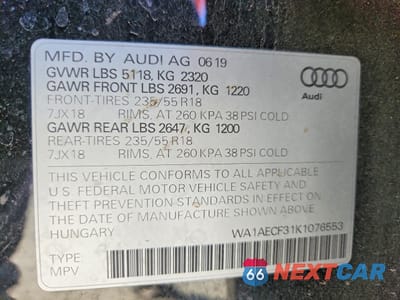 MFD. BY AUDI AG 06 19
GVWR LBS 5118, KG 2320
GAWR FRONT LBS 2691, KG 1220
FRONT-TIRES 235/55 R18
7JX18 RIMS, AT 260 KPA 38 PSI COLD
GAWR REAR LBS 2647, KG 1200
REAR-TIRES 235/55 R18
7JX18 RIMS, AT 260 KPA 38 PSI COLD
Audi
THIS VEHICLE CONFORMS TO ALL APPLICABLE
U.S. FEDERAL MOTOR VEHICLE SAFETY AND
THEFT PREVENTION STANDARDS IN EFFECT ON
THE DATE OF MANUFACTURE SHOWN ABOVE.
HUNGARY WA1AECF31K1076553
TYPE
MPV
66 NEXTCAR